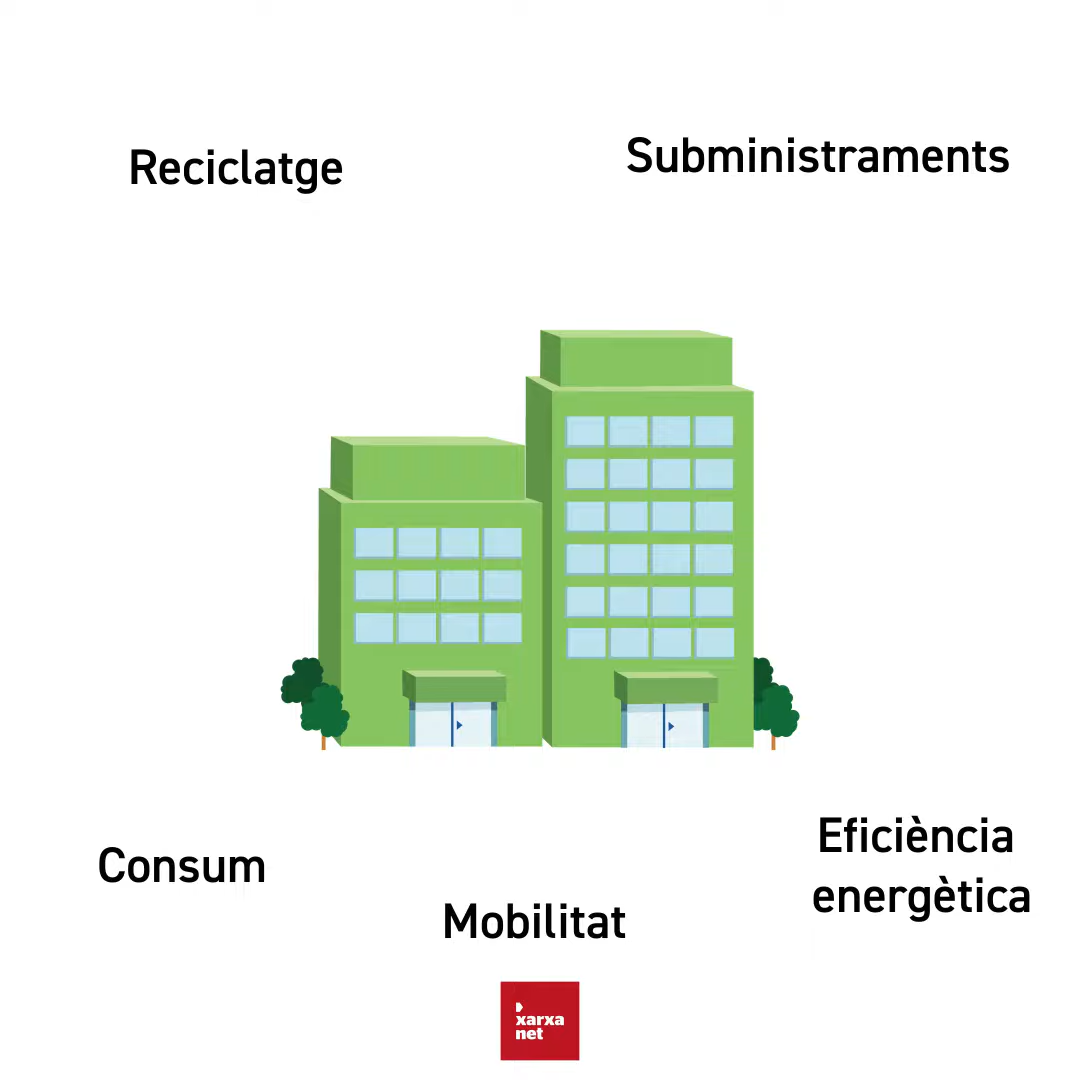 Reciclatge
Subministraments
Consum
Mobilitat
Eficiència
energètica
xarxa
net